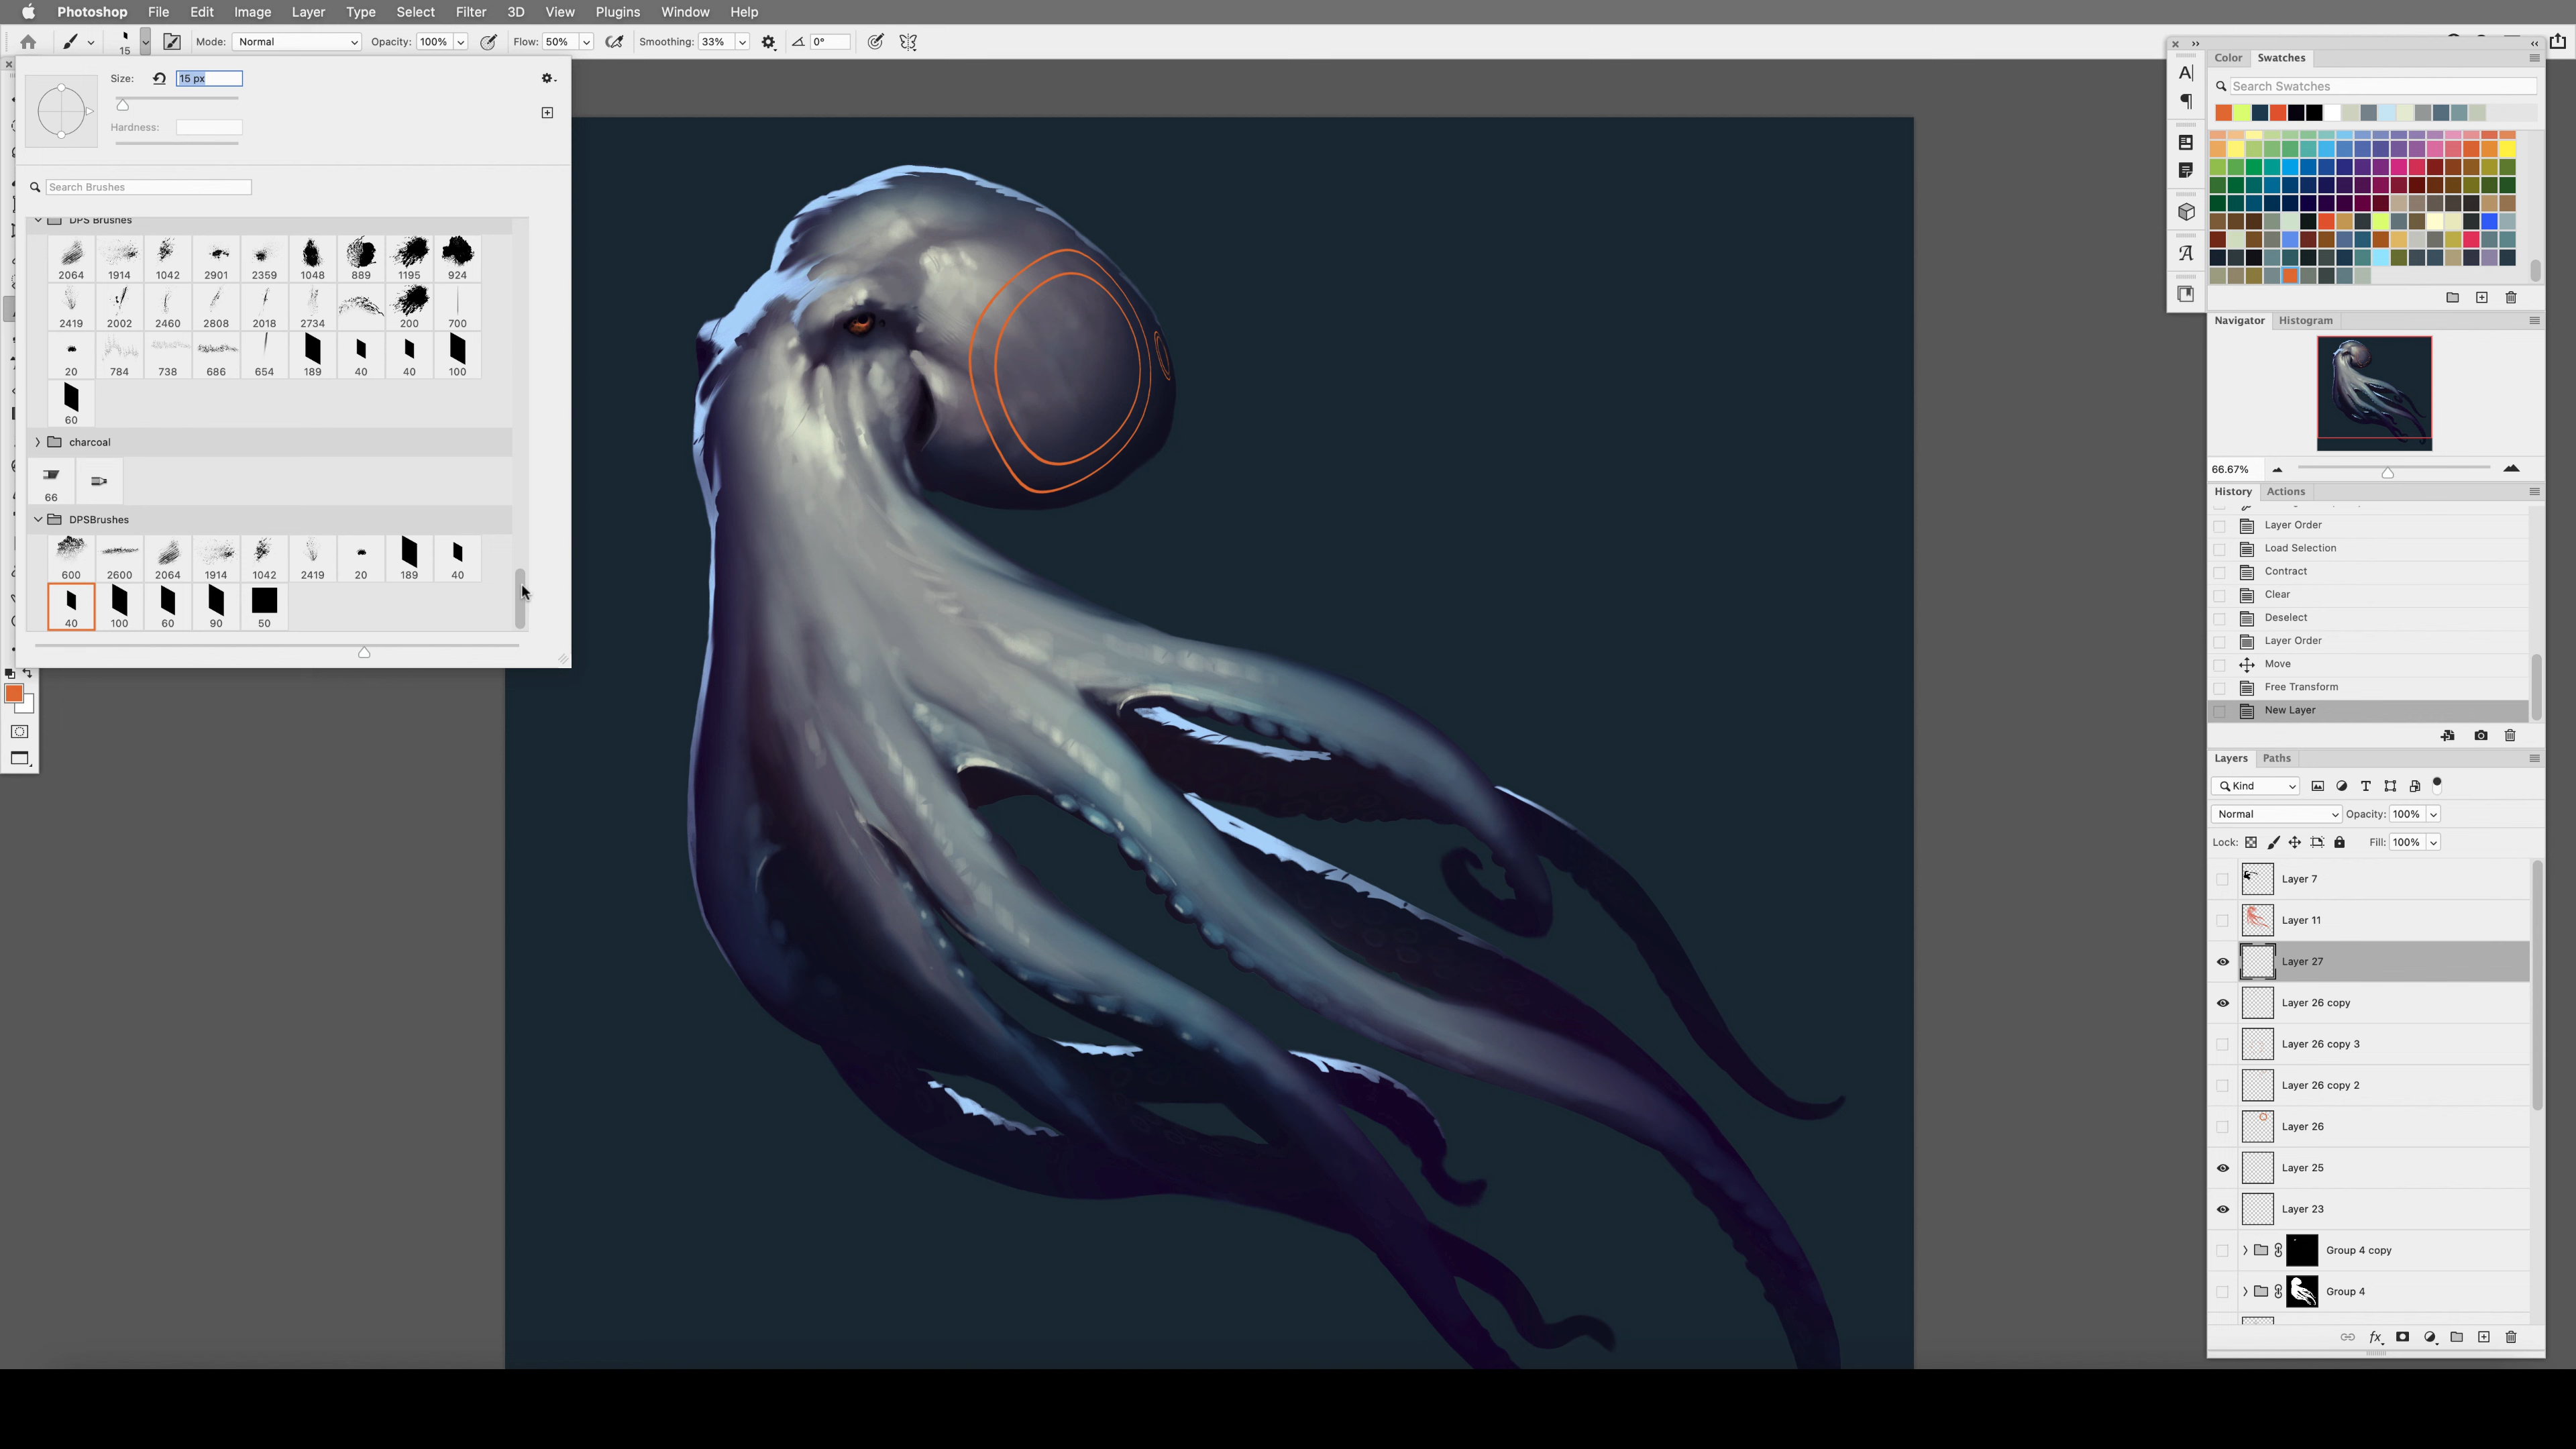 Photoshop File Edit Image Layer Type Select Filter 3D View Plugins Window Help
15 Mode: Normal Opacity: 100% Flow: 50% Smoothing: 33% 0°
Size: 15 px
Hardness:
Search Brushes
DPS Brushes
2064 1914 1042 2901 2359 1048 889 1195 924
2419 2002 2460 2808 2018 2734 200 700
20 784 738 686 654 189 40 40 100
60
charcoal
66
DPSBrushes
600 2600 2064 1914 1042 2419 20 189 40
40 100 60 90 50
Color Swatches
Search Swatches
Navigator Histogram
66.67%
History Actions
Layer Order
Load Selection
Contract
Clear
Deselect
Layer Order
Move
Free Transform
New Layer
Layers Paths
Kind
Normal Opacity: 100%
Lock: Fill: 100%
Layer 7
Layer 11
Layer 27
Layer 26 copy
Layer 26 copy 3
Layer 26 copy 2
Layer 26
Layer 25
Layer 23
Group 4 copy
Group 4
fx